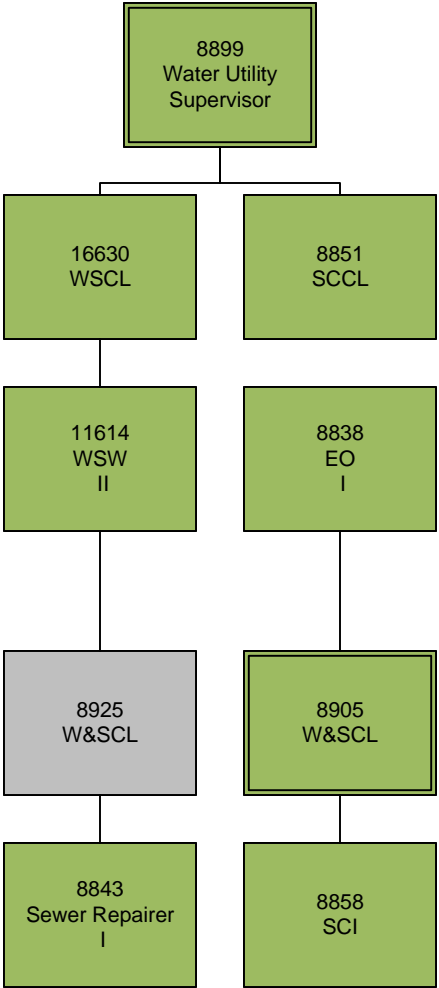 8899
Water Utility
Supervisor
16630
WSCL
8851
SCCL
11614
WSW
II
8838
EO
I
8925
W&SCL
8905
W&SCL
8843
Sewer Repairer
I
8858
SCI